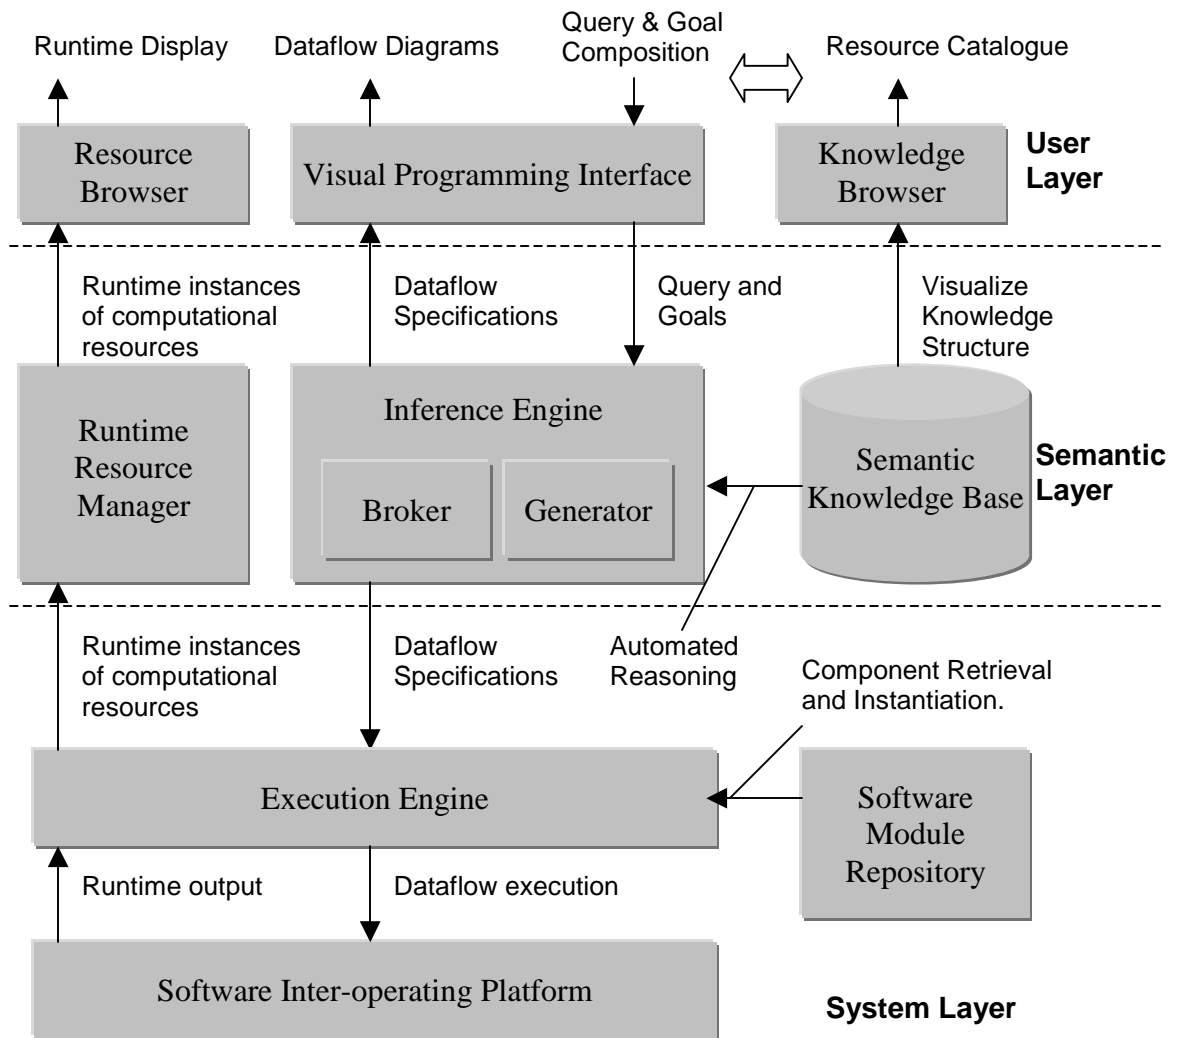 Runtime Display
Dataflow Diagrams
Query & Goal
Composition
Resource Catalogue
Resource
Browser
Visual Programming Interface
Knowledge
Browser
User
Layer
Runtime instances
of computational
resources
Dataflow
Specifications
Query and
Goals
Visualize
Knowledge
Structure
Runtime
Resource
Manager
Inference Engine
Broker
Generator
Semantic
Knowledge Base
Semantic
Layer
Runtime instances
of computational
resources
Dataflow
Specifications
Automated
Reasoning
Component Retrieval
and Instantiation.
Execution Engine
Software
Module
Repository
Runtime output
Dataflow execution
Software Inter-operating Platform
System Layer